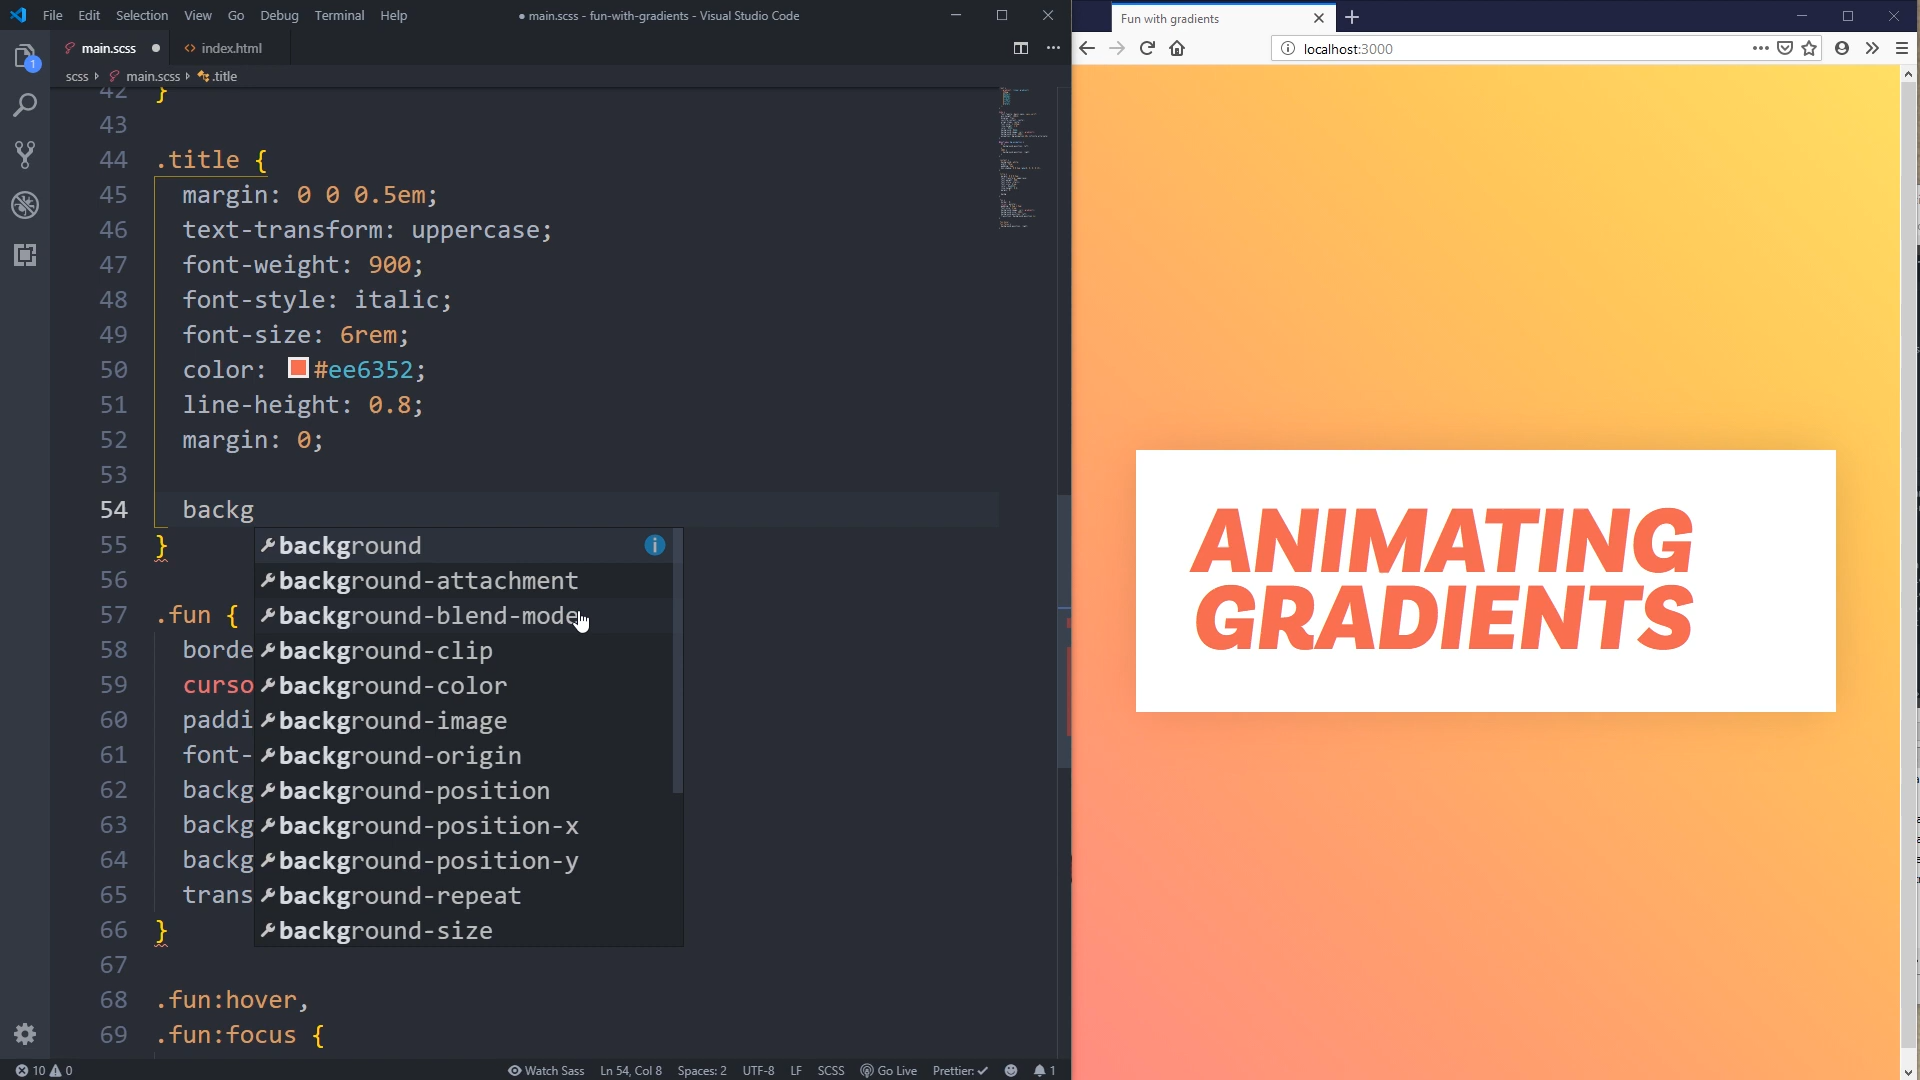 File Edit Selection View Go Debug Terminal Help
● main.scss - fun-with-gradients - Visual Studio Code
main.scss
index.html
scss
main.scss
.title
1
42 }
43
44 .title {
45 margin: 0 0 0.5em;
46 text-transform: uppercase;
47 font-weight: 900;
48 font-style: italic;
49 font-size: 6rem;
50 color: #ee6352;
51 line-height: 0.8;
52 margin: 0;
53
54 backg
55 }
56
57 .fun {
58 borde
59 curso
60 paddi
61 font-
62 backg
63 backg
64 backg
65 trans
66 }
67
68 .fun:hover,
69 .fun:focus {
background
background-attachment
background-blend-mode
background-clip
background-color
background-image
background-origin
background-position
background-position-x
background-position-y
background-repeat
background-size
10 0
Watch Sass
Ln 54, Col 8
Spaces: 2
UTF-8
LF
SCSS
Go Live
Prettier: ✓
1
Fun with gradients
localhost:3000
ANIMATING
GRADIENTS